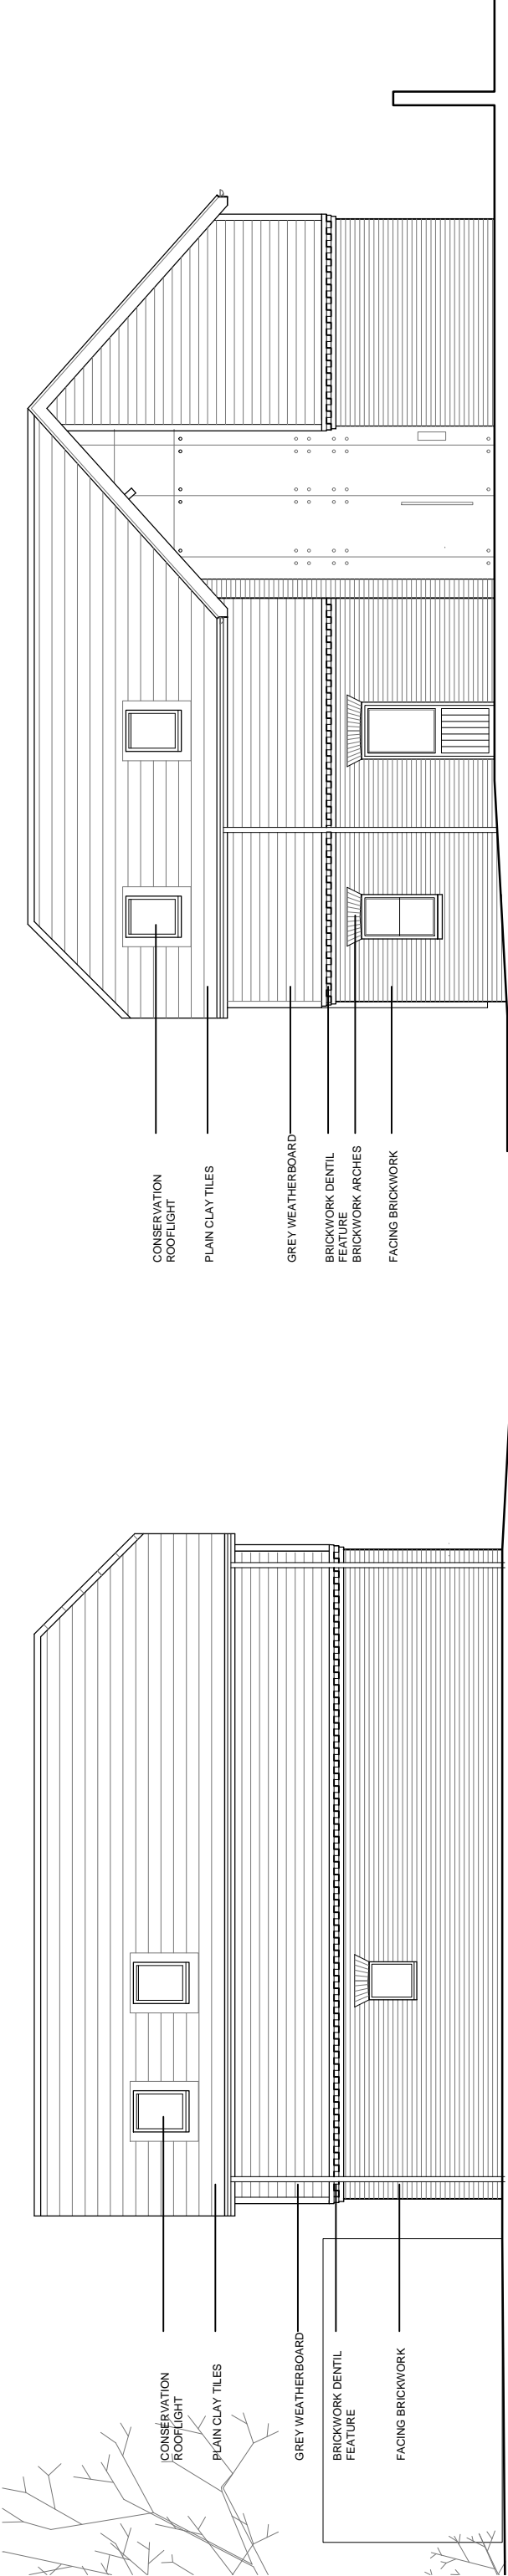 CONSERVATION
ROOFLIGHT
PLAIN CLAY TILES
GREY WEATHERBOARD
BRICKWORK DENTIL
FEATURE
BRICKWORK ARCHES
FACING BRICKWORK
CONSERVATION
ROOFLIGHT
PLAIN CLAY TILES
GREY WEATHERBOARD
BRICKWORK DENTIL
FEATURE
FACING BRICKWORK